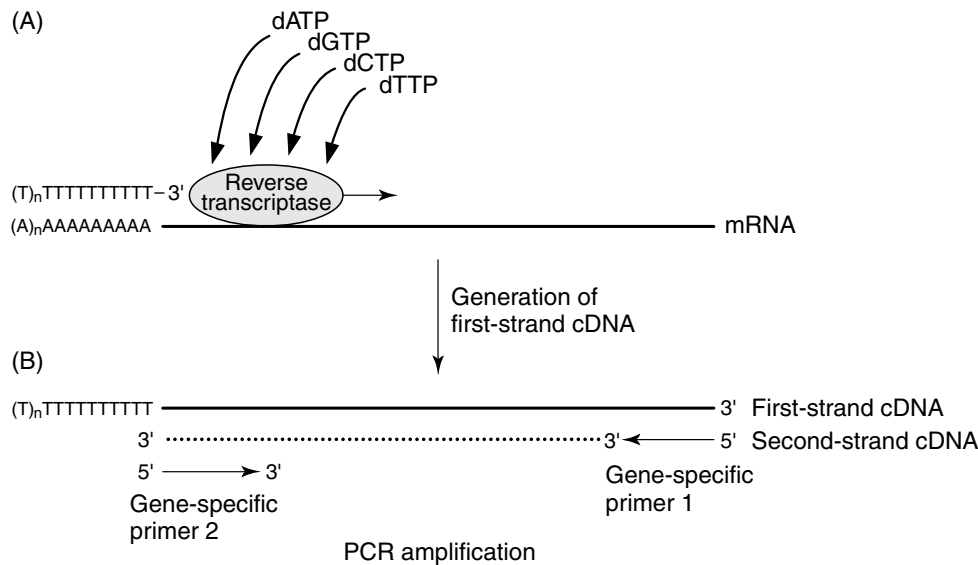 (A)
dATP
dGTP
dCTP
dTTP
(T)nTTTTTTTTTT–3'
Reverse
transcriptase
(A)nAAAAAAAAA
mRNA
Generation of
first-strand cDNA
(B)
(T)nTTTTTTTTTT
3' First-strand cDNA
3'
3'
5' Second-strand cDNA
5'
3'
Gene-specific
primer 2
Gene-specific
primer 1
PCR amplification